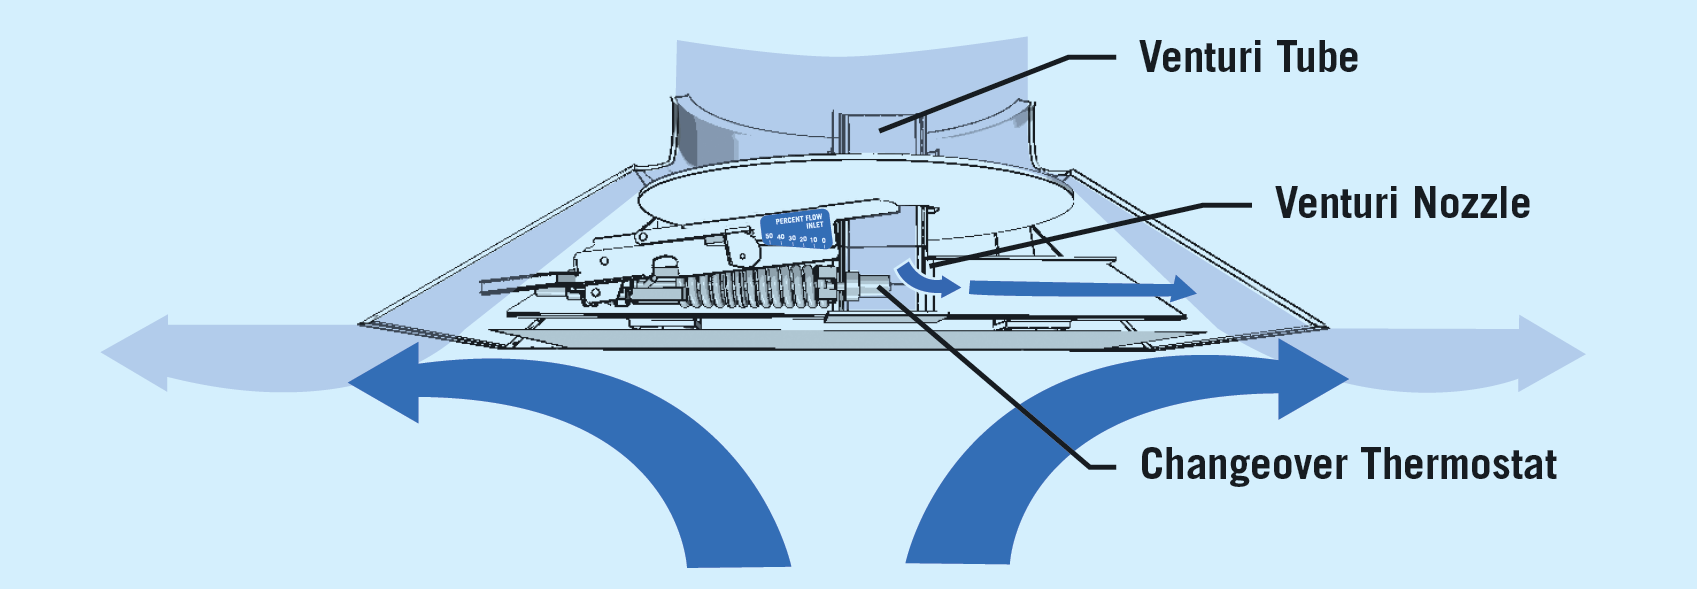 Venturi Tube
Venturi Nozzle
PERCENT FLOW
INLET
50 40 30 20 10 0
Changeover Thermostat